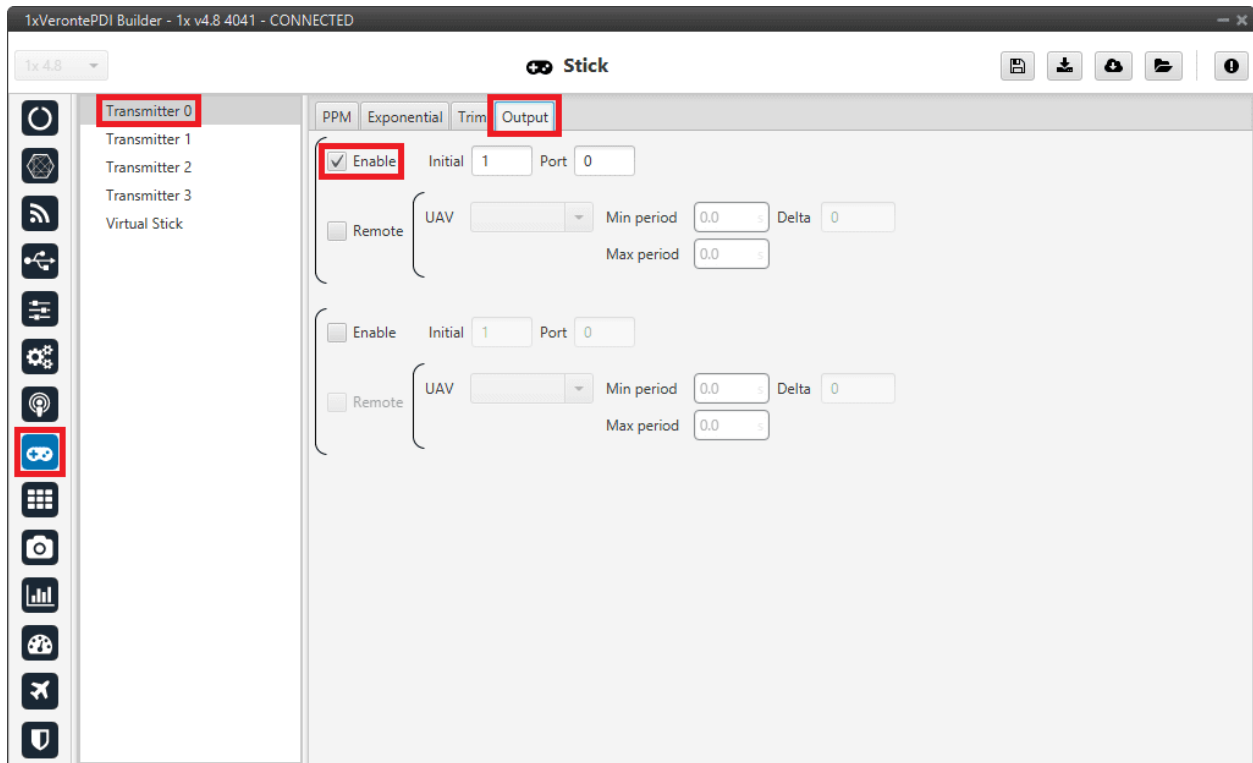 1xVerontePDI Builder - 1x v4.8 4041 - CONNECTED
1x 4.8
Stick
Transmitter 0
Transmitter 1
Transmitter 2
Transmitter 3
Virtual Stick
PPM Exponential Trim Output
Enable Initial 1 Port 0
Remote UAV Min period 0.0 s Delta 0
Max period 0.0 s
Enable Initial 1 Port 0
Remote UAV Min period 0.0 s Delta 0
Max period 0.0 s